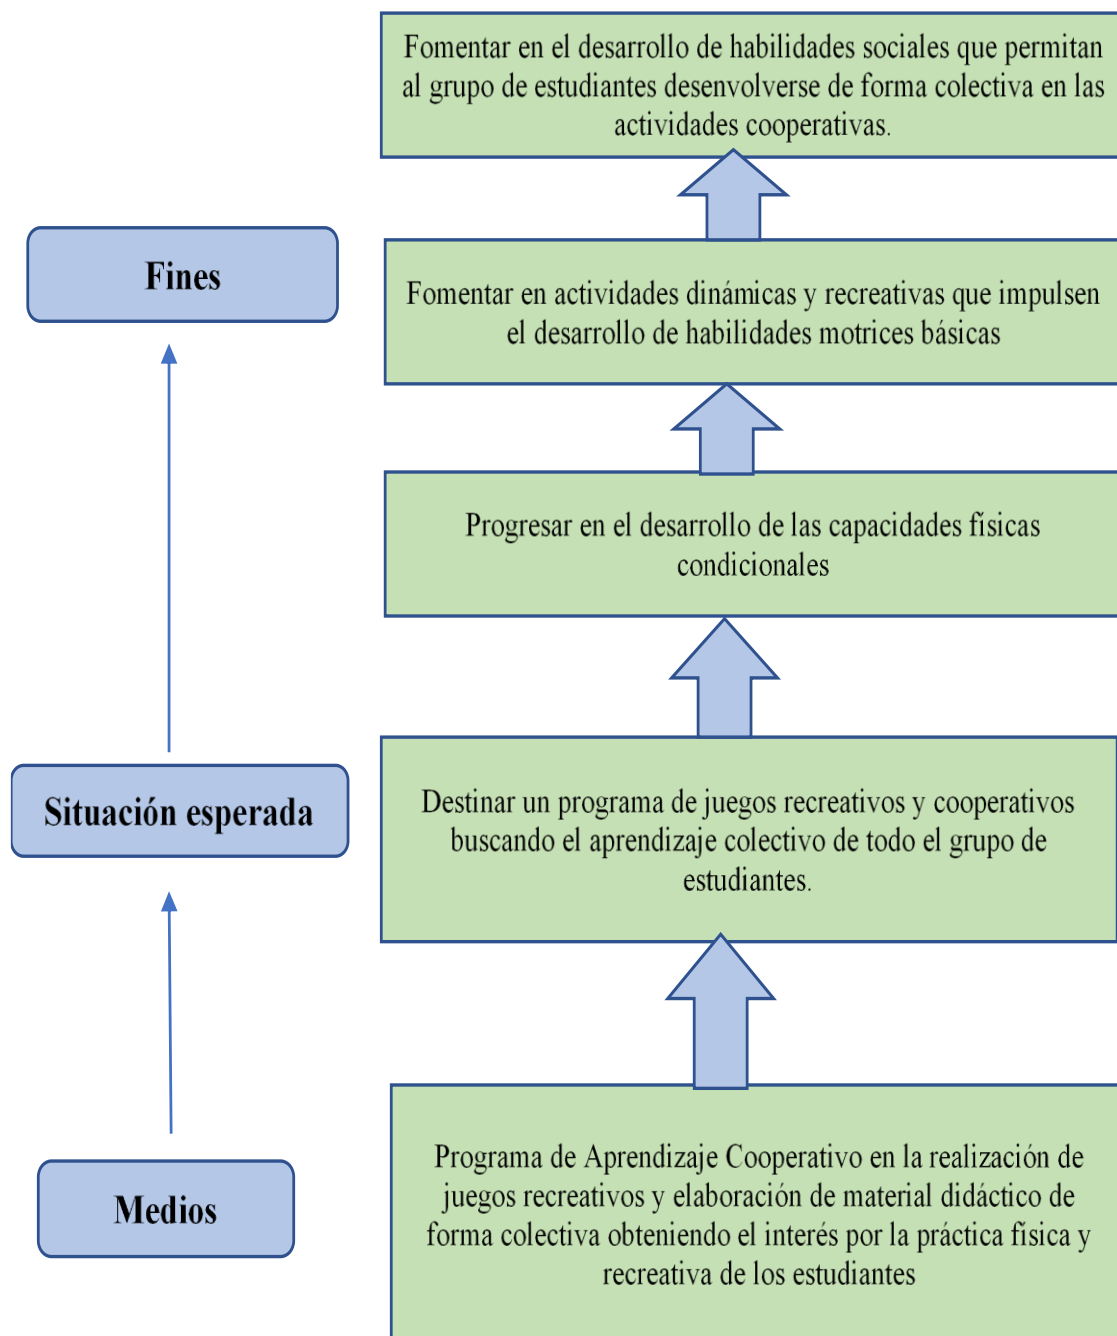 Fomentar en el desarrollo de habilidades sociales que permitan
al grupo de estudiantes desenvolverse de forma colectiva en las
actividades cooperativas.
Fines
Fomentar en actividades dinámicas y recreativas que impulsen
el desarrollo de habilidades motrices básicas
Progresar en el desarrollo de las capacidades físicas
condicionales
Situación esperada
Destinar un programa de juegos recreativos y cooperativos
buscando el aprendizaje colectivo de todo el grupo de
estudiantes.
Medios
Programa de Aprendizaje Cooperativo en la realización de
juegos recreativos y elaboración de material didáctico de
forma colectiva obteniendo el interés por la práctica física y
recreativa de los estudiantes